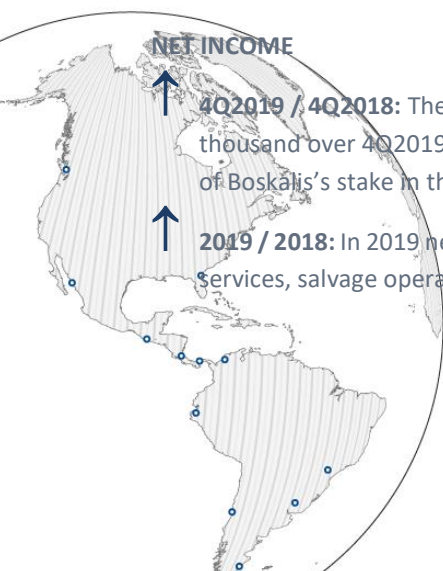 NET INCOME
4Q2019 / 4Q2018: The
thousand over 4Q2019
of Boskalis's stake in th
2019 / 2018: In 2019 ne
services, salvage opera